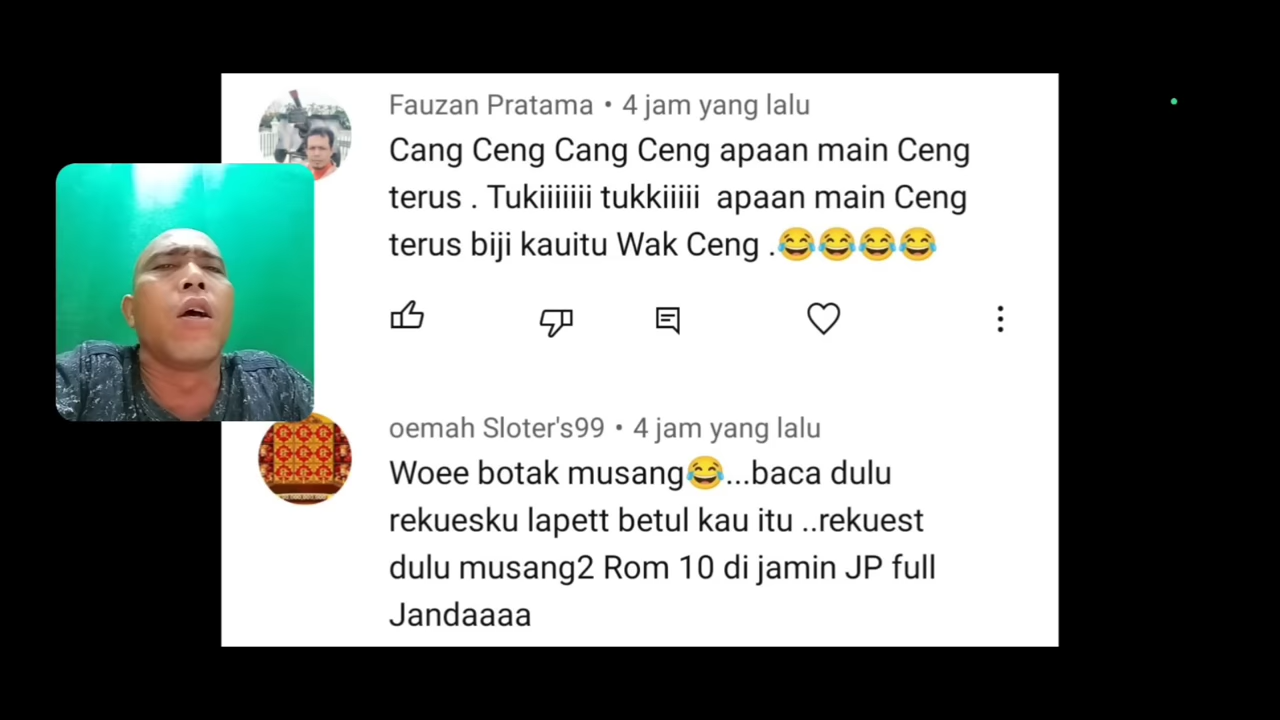 Fauzan Pratama • 4 jam yang lalu
Cang Ceng Cang Ceng apaan main Ceng
terus . Tukiiiiiii tukkiiiii apaan main Ceng
terus biji kauitu Wak Ceng .😂😂😂😂
oemah Sloter's99 • 4 jam yang lalu
Woee botak musang😂...baca dulu
rekuesku lapett betul kau itu ..rekuest
dulu musang2 Rom 10 di jamin JP full
Jandaaaa